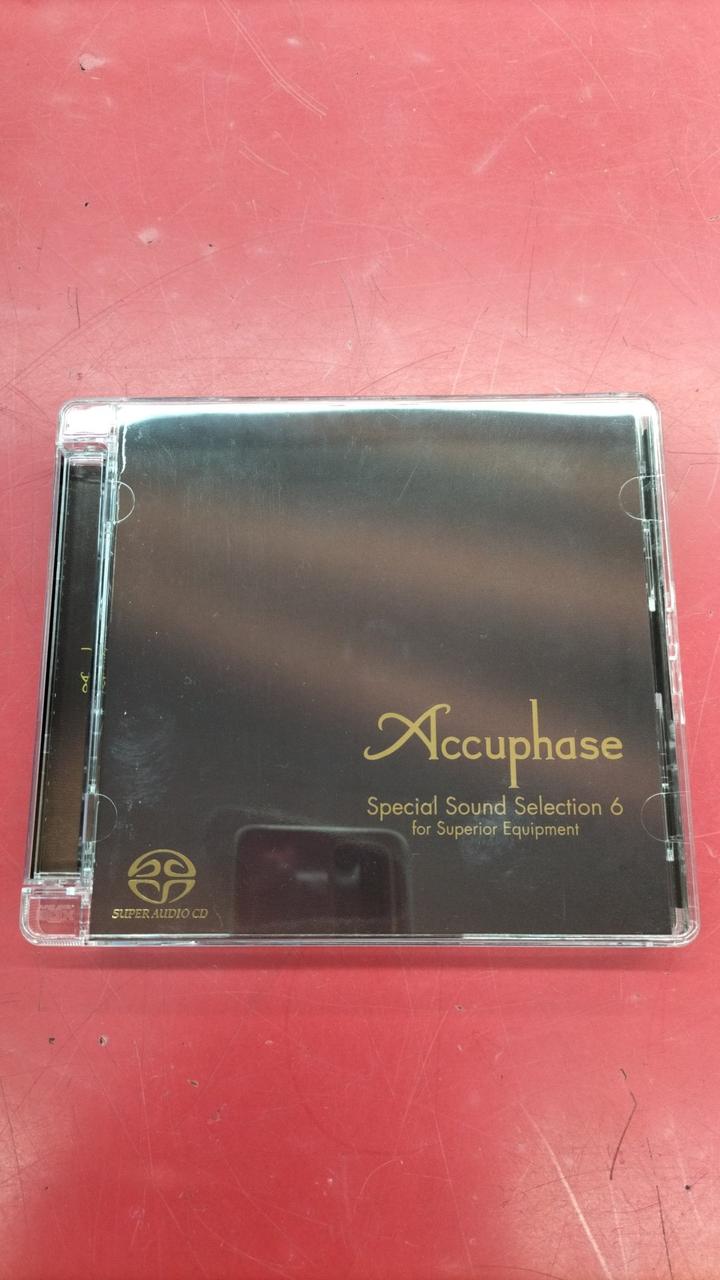 Accuphase
Special Sound Selection 6
for Superior Equipment
SUPER AUDIO CD